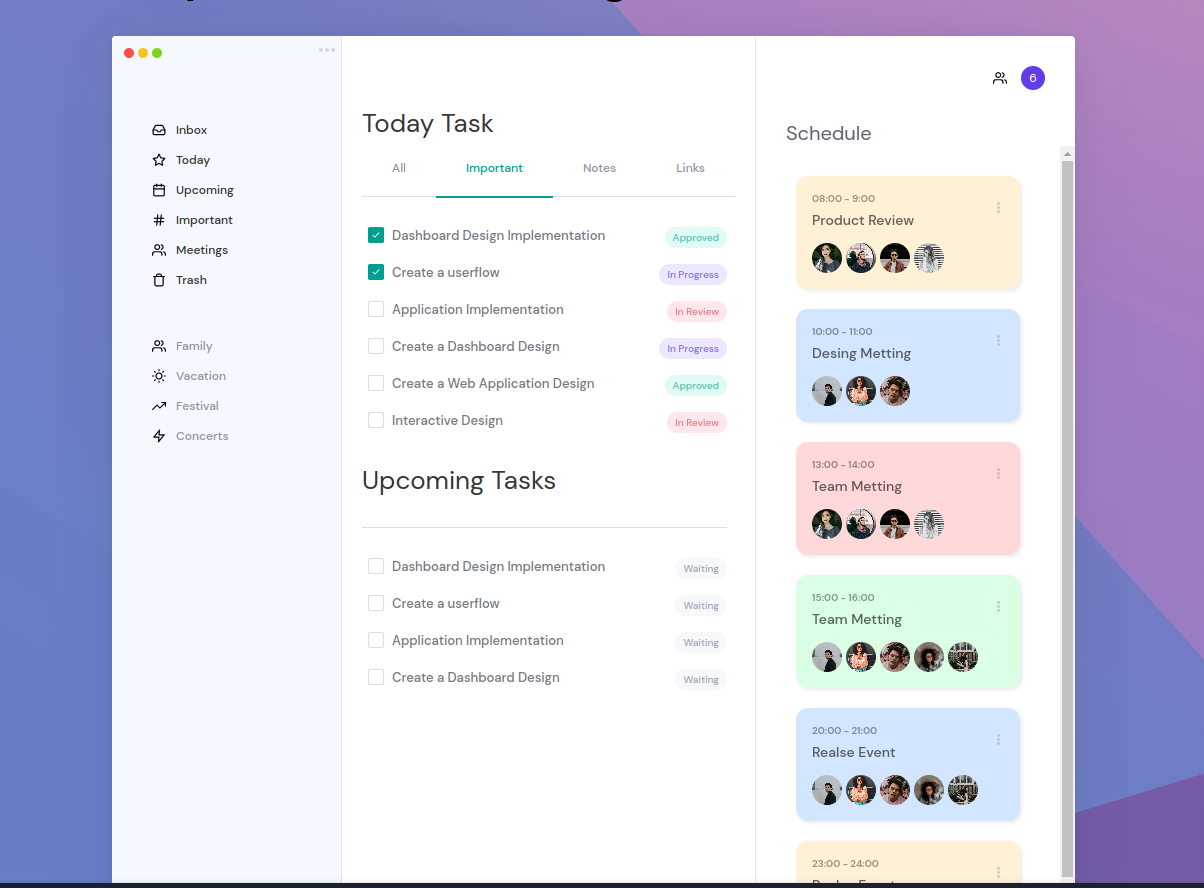 6
Inbox
Today
Upcoming
Important
Meetings
Trash
Family
Vacation
Festival
Concerts
Today Task
All Important Notes Links
Dashboard Design Implementation Approved
Create a userflow In Progress
Application Implementation In Review
Create a Dashboard Design In Progress
Create a Web Application Design Approved
Interactive Design In Review
Upcoming Tasks
Dashboard Design Implementation Waiting
Create a userflow Waiting
Application Implementation Waiting
Create a Dashboard Design Waiting
Schedule
08:00 - 9:00
Product Review
10:00 - 11:00
Desing Metting
13:00 - 14:00
Team Metting
15:00 - 16:00
Team Metting
20:00 - 21:00
Realse Event
23:00 - 24:00